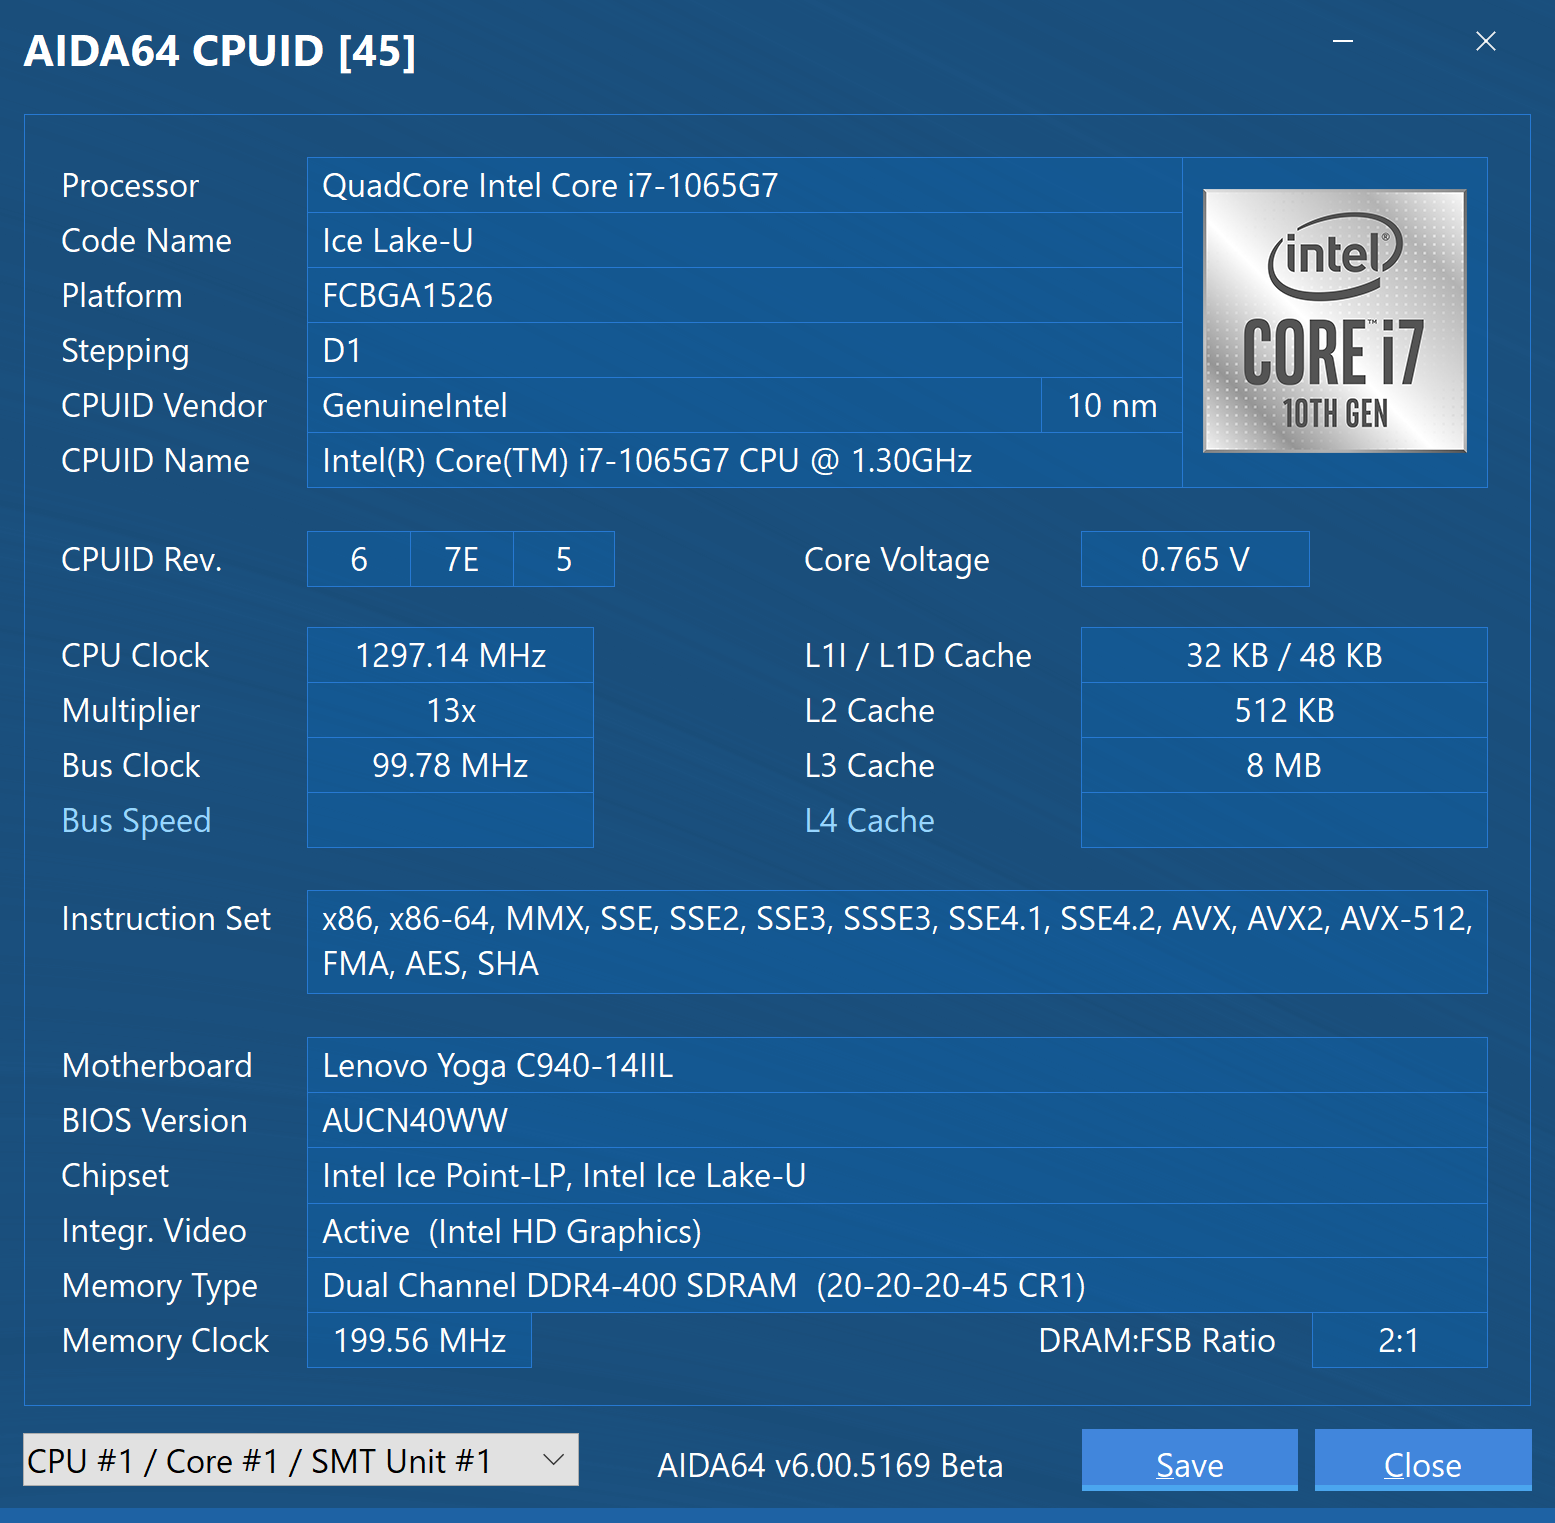 AIDA64 CPUID [45]
Processor QuadCore Intel Core i7-1065G7
Code Name Ice Lake-U
Platform FCBGA1526
Stepping D1
CPUID Vendor GenuineIntel 10 nm
CPUID Name Intel(R) Core(TM) i7-1065G7 CPU @ 1.30GHz
intel®
CORE™ i7
10TH GEN
CPUID Rev. 6 7E 5 Core Voltage 0.765 V
CPU Clock 1297.14 MHz L1I / L1D Cache 32 KB / 48 KB
Multiplier 13x L2 Cache 512 KB
Bus Clock 99.78 MHz L3 Cache 8 MB
Bus Speed L4 Cache
Instruction Set x86, x86-64, MMX, SSE, SSE2, SSE3, SSSE3, SSE4.1, SSE4.2, AVX, AVX2, AVX-512,
FMA, AES, SHA
Motherboard Lenovo Yoga C940-14IIL
BIOS Version AUCN40WW
Chipset Intel Ice Point-LP, Intel Ice Lake-U
Integr. Video Active (Intel HD Graphics)
Memory Type Dual Channel DDR4-400 SDRAM (20-20-20-45 CR1)
Memory Clock 199.56 MHz DRAM:FSB Ratio 2:1
CPU #1 / Core #1 / SMT Unit #1 AIDA64 v6.00.5169 Beta Save Close